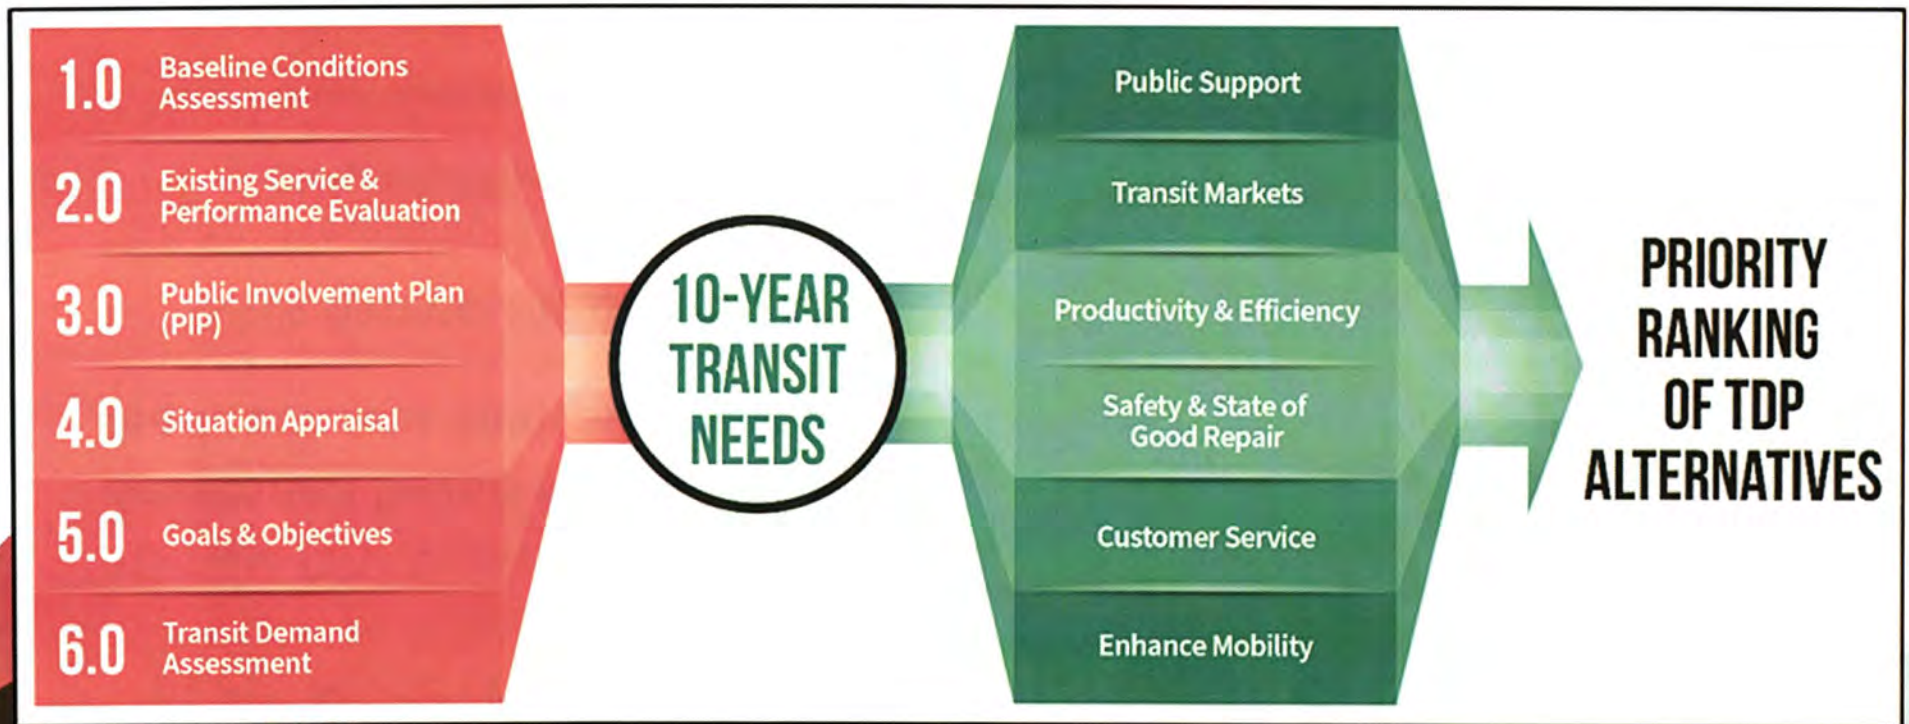 1.0
Baseline Conditions
Assessment
2.0
Existing Service &
Performance Evaluation
3.0
Public Involvement Plan
(PIP)
4.0
Situation Appraisal
5.0
Goals & Objectives
6.0
Transit Demand
Assessment
10-YEAR
TRANSIT
NEEDS
Public Support
Transit Markets
Productivity & Efficiency
Safety & State of
Good Repair
Customer Service
Enhance Mobility
PRIORITY
RANKING
OF TDP
ALTERNATIVES